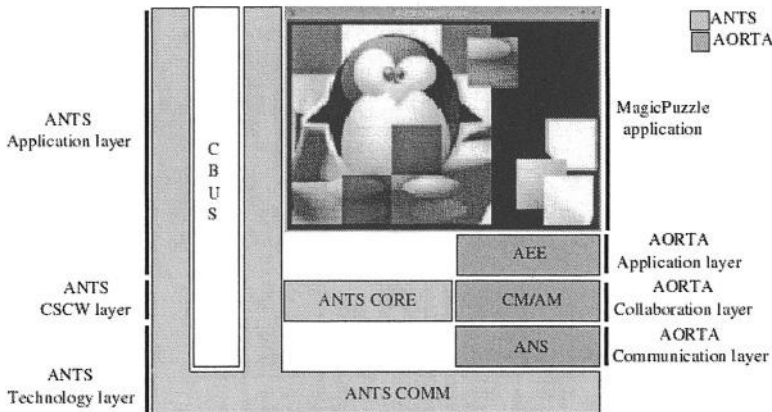 ANTS
AORTA
ANTS
Application layer
C
B
U
S
MagicPuzzle
application
AEE
AORTA
Application layer
ANTS
CSCW layer
ANTS CORE
CM/AM
AORTA
Collaboration layer
ANS
AORTA
Communication layer
ANTS
Technology layer
ANTS COMM